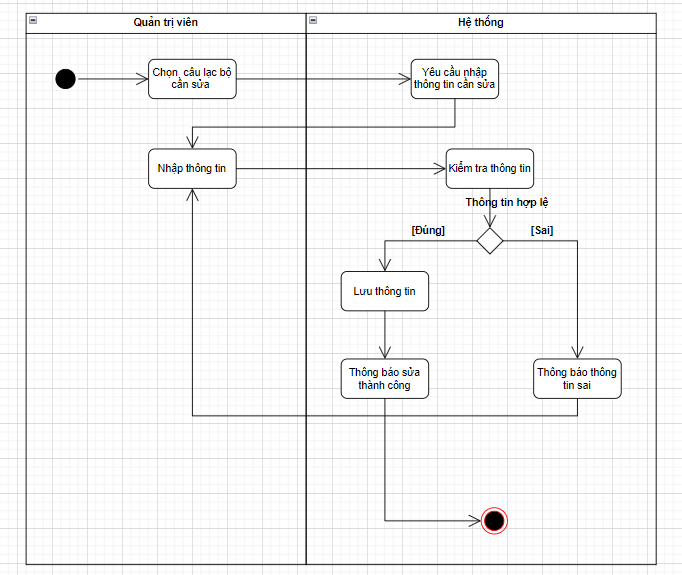 Quản trị viên
Hệ thống
Chọn câu lạc bộ
cần sửa
Yêu cầu nhập
thông tin cần sửa
Nhập thông tin
Kiểm tra thông tin
Thông tin hợp lệ
[Đúng]
[Sai]
Lưu thông tin
Thông báo sửa
thành công
Thông báo thông
tin sai